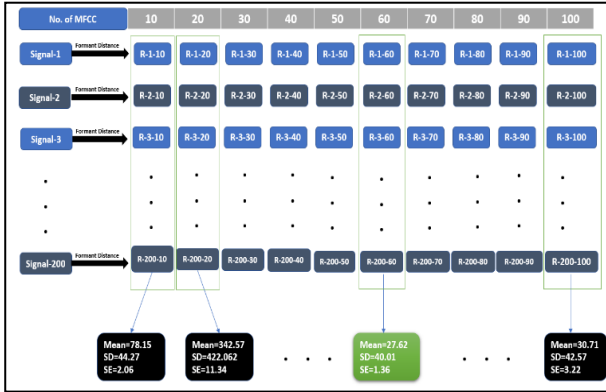 No. of MFCC 10 20 30 40 50 60 70 80 90 100
Signal-1 Formant Distance R-1-10 R-1-20 R-1-30 R-1-40 R-1-50 R-1-60 R-1-70 R-1-80 R-1-90 R-1-100
Signal-2 Formant Distance R-2-10 R-2-20 R-2-30 R-2-40 R-2-50 R-2-60 R-2-70 R-2-80 R-2-90 R-2-100
Signal-3 Formant Distance R-3-10 R-3-20 R-3-30 R-3-40 R-3-50 R-3-60 R-3-70 R-3-80 R-3-90 R-3-100
Signal-200 Formant Distance R-200-10 R-200-20 R-200-30 R-200-40 R-200-50 R-200-60 R-200-70 R-200-80 R-200-90 R-200-100
Mean=78.15
SD=44.27
SE=2.06
Mean=342.57
SD=422.062
SE=11.34
Mean=27.62
SD=40.01
SE=1.36
Mean=30.71
SD=42.57
SE=3.22